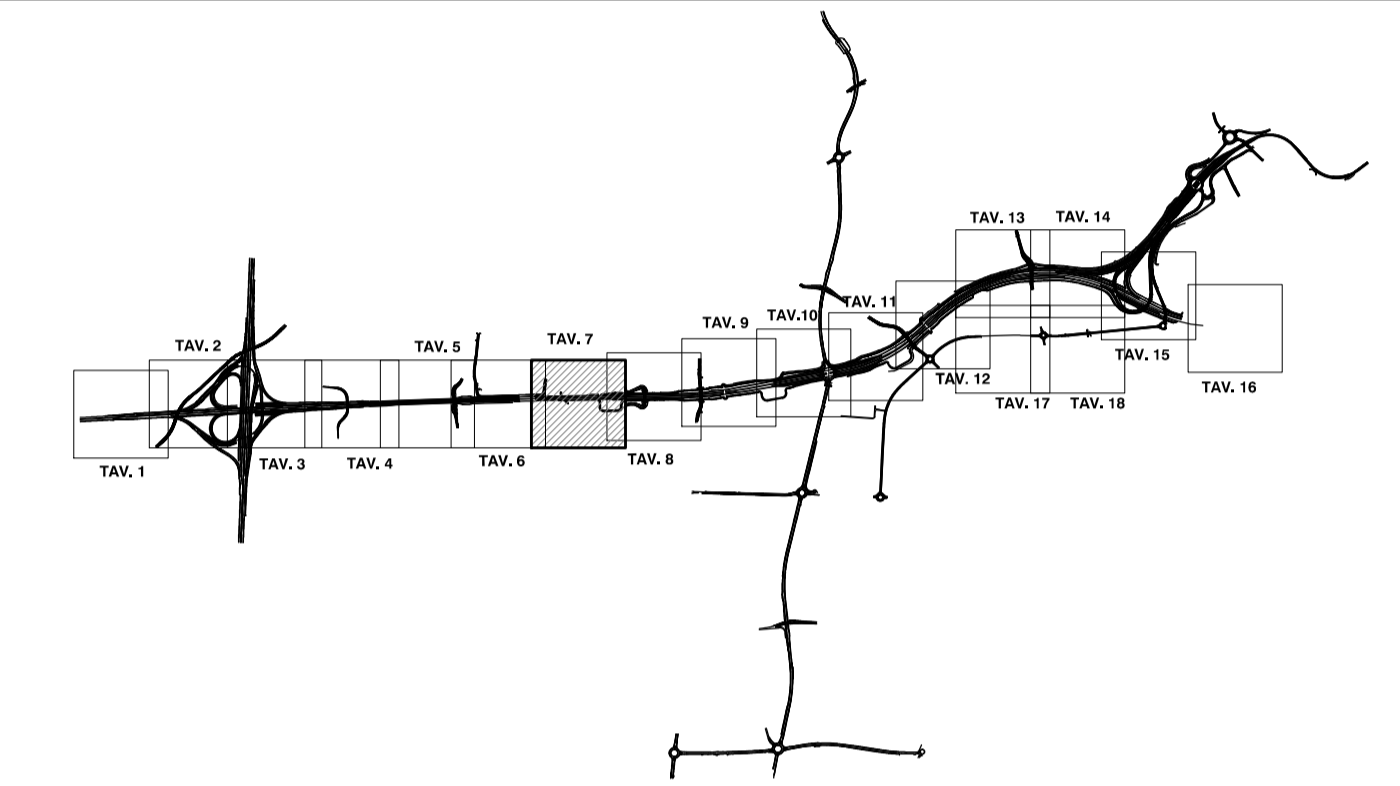 TAV. 13
TAV. 14
TAV. 11
TAV.10
TAV. 9
TAV. 7
TAV. 5
TAV. 2
TAV. 15
TAV. 12
TAV. 16
TAV. 17
TAV. 18
TAV. 8
TAV. 6
TAV. 4
TAV. 3
TAV. 1